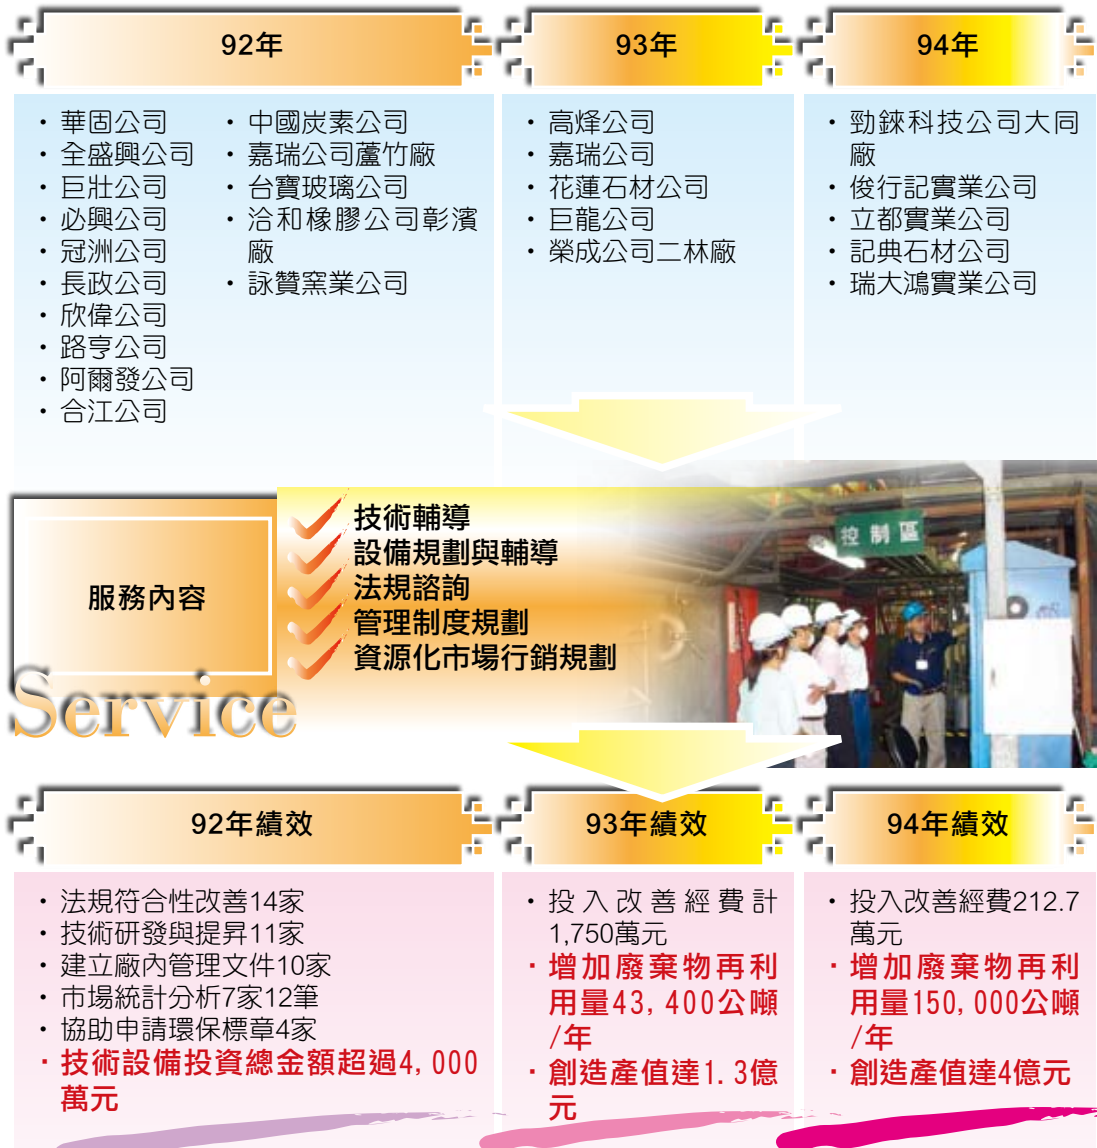 92年
・華固公司
・全盛興公司
・巨壯公司
・必興公司
・冠洲公司
・長政公司
・欣偉公司
・路亨公司
・阿爾發公司
・合江公司
・中國炭素公司
・嘉瑞公司蘆竹廠
・台寶玻璃公司
・洽和橡膠公司彰濱
廠
・詠贊窯業公司
93年
・高烽公司
・嘉瑞公司
・花蓮石材公司
・巨龍公司
・榮成公司二林廠
94年
・勁錸科技公司大同
廠
・俊行記實業公司
・立都實業公司
・記典石材公司
・瑞大鴻實業公司
服務內容
Service
技術輔導
設備規劃與輔導
法規諮詢
管理制度規劃
資源化市場行銷規劃
控制區
92年績效
・法規符合性改善14家
・技術研發與提昇11家
・建立廠內管理文件10家
・市場統計分析7家12筆
・協助申請環保標章4家
・技術設備投資總金額超過4,000
萬元
93年績效
・投入改善經費計
1,750萬元
・增加廢棄物再利
用量43,400公噸
/年
・創造產值達1.3億
元
94年績效
・投入改善經費212.7
萬元
・增加廢棄物再利
用量150,000公噸
/年
・創造產值達4億元